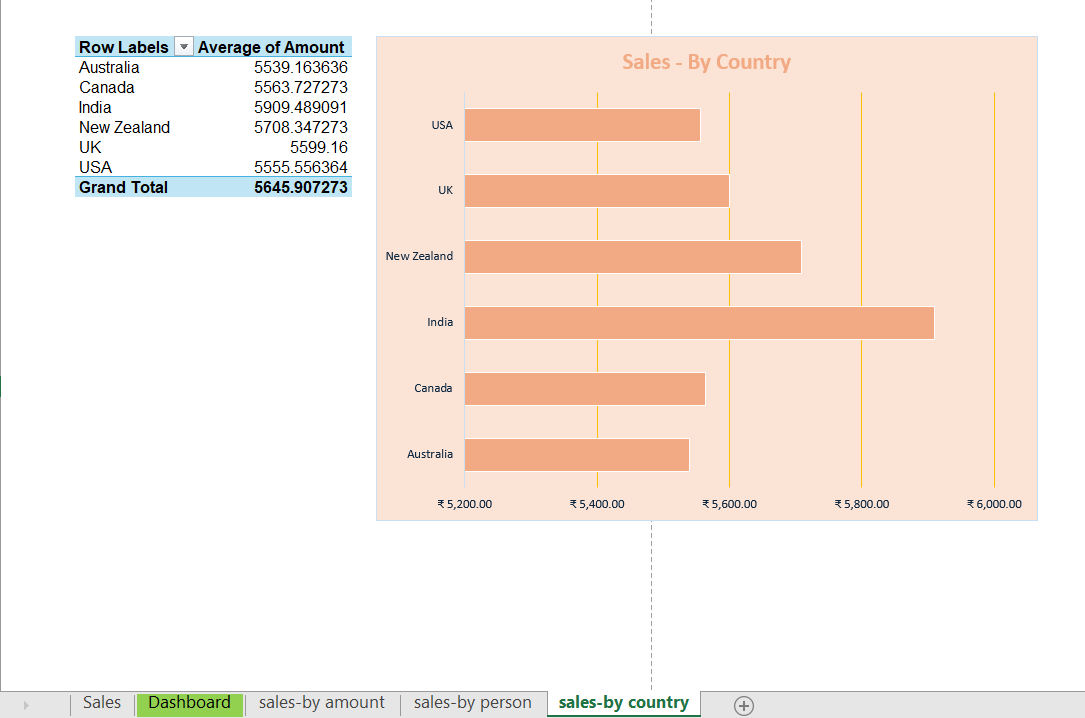 Row Labels Average of Amount
Australia 5539.163636
Canada 5563.727273
India 5909.489091
New Zealand 5708.347273
UK 5599.16
USA 5555.556364
Grand Total 5645.907273
Sales - By Country
USA
UK
New Zealand
India
Canada
Australia
₹ 5,200.00 ₹ 5,400.00 ₹ 5,600.00 ₹ 5,800.00 ₹ 6,000.00
Sales Dashboard sales-by amount sales-by person sales-by country